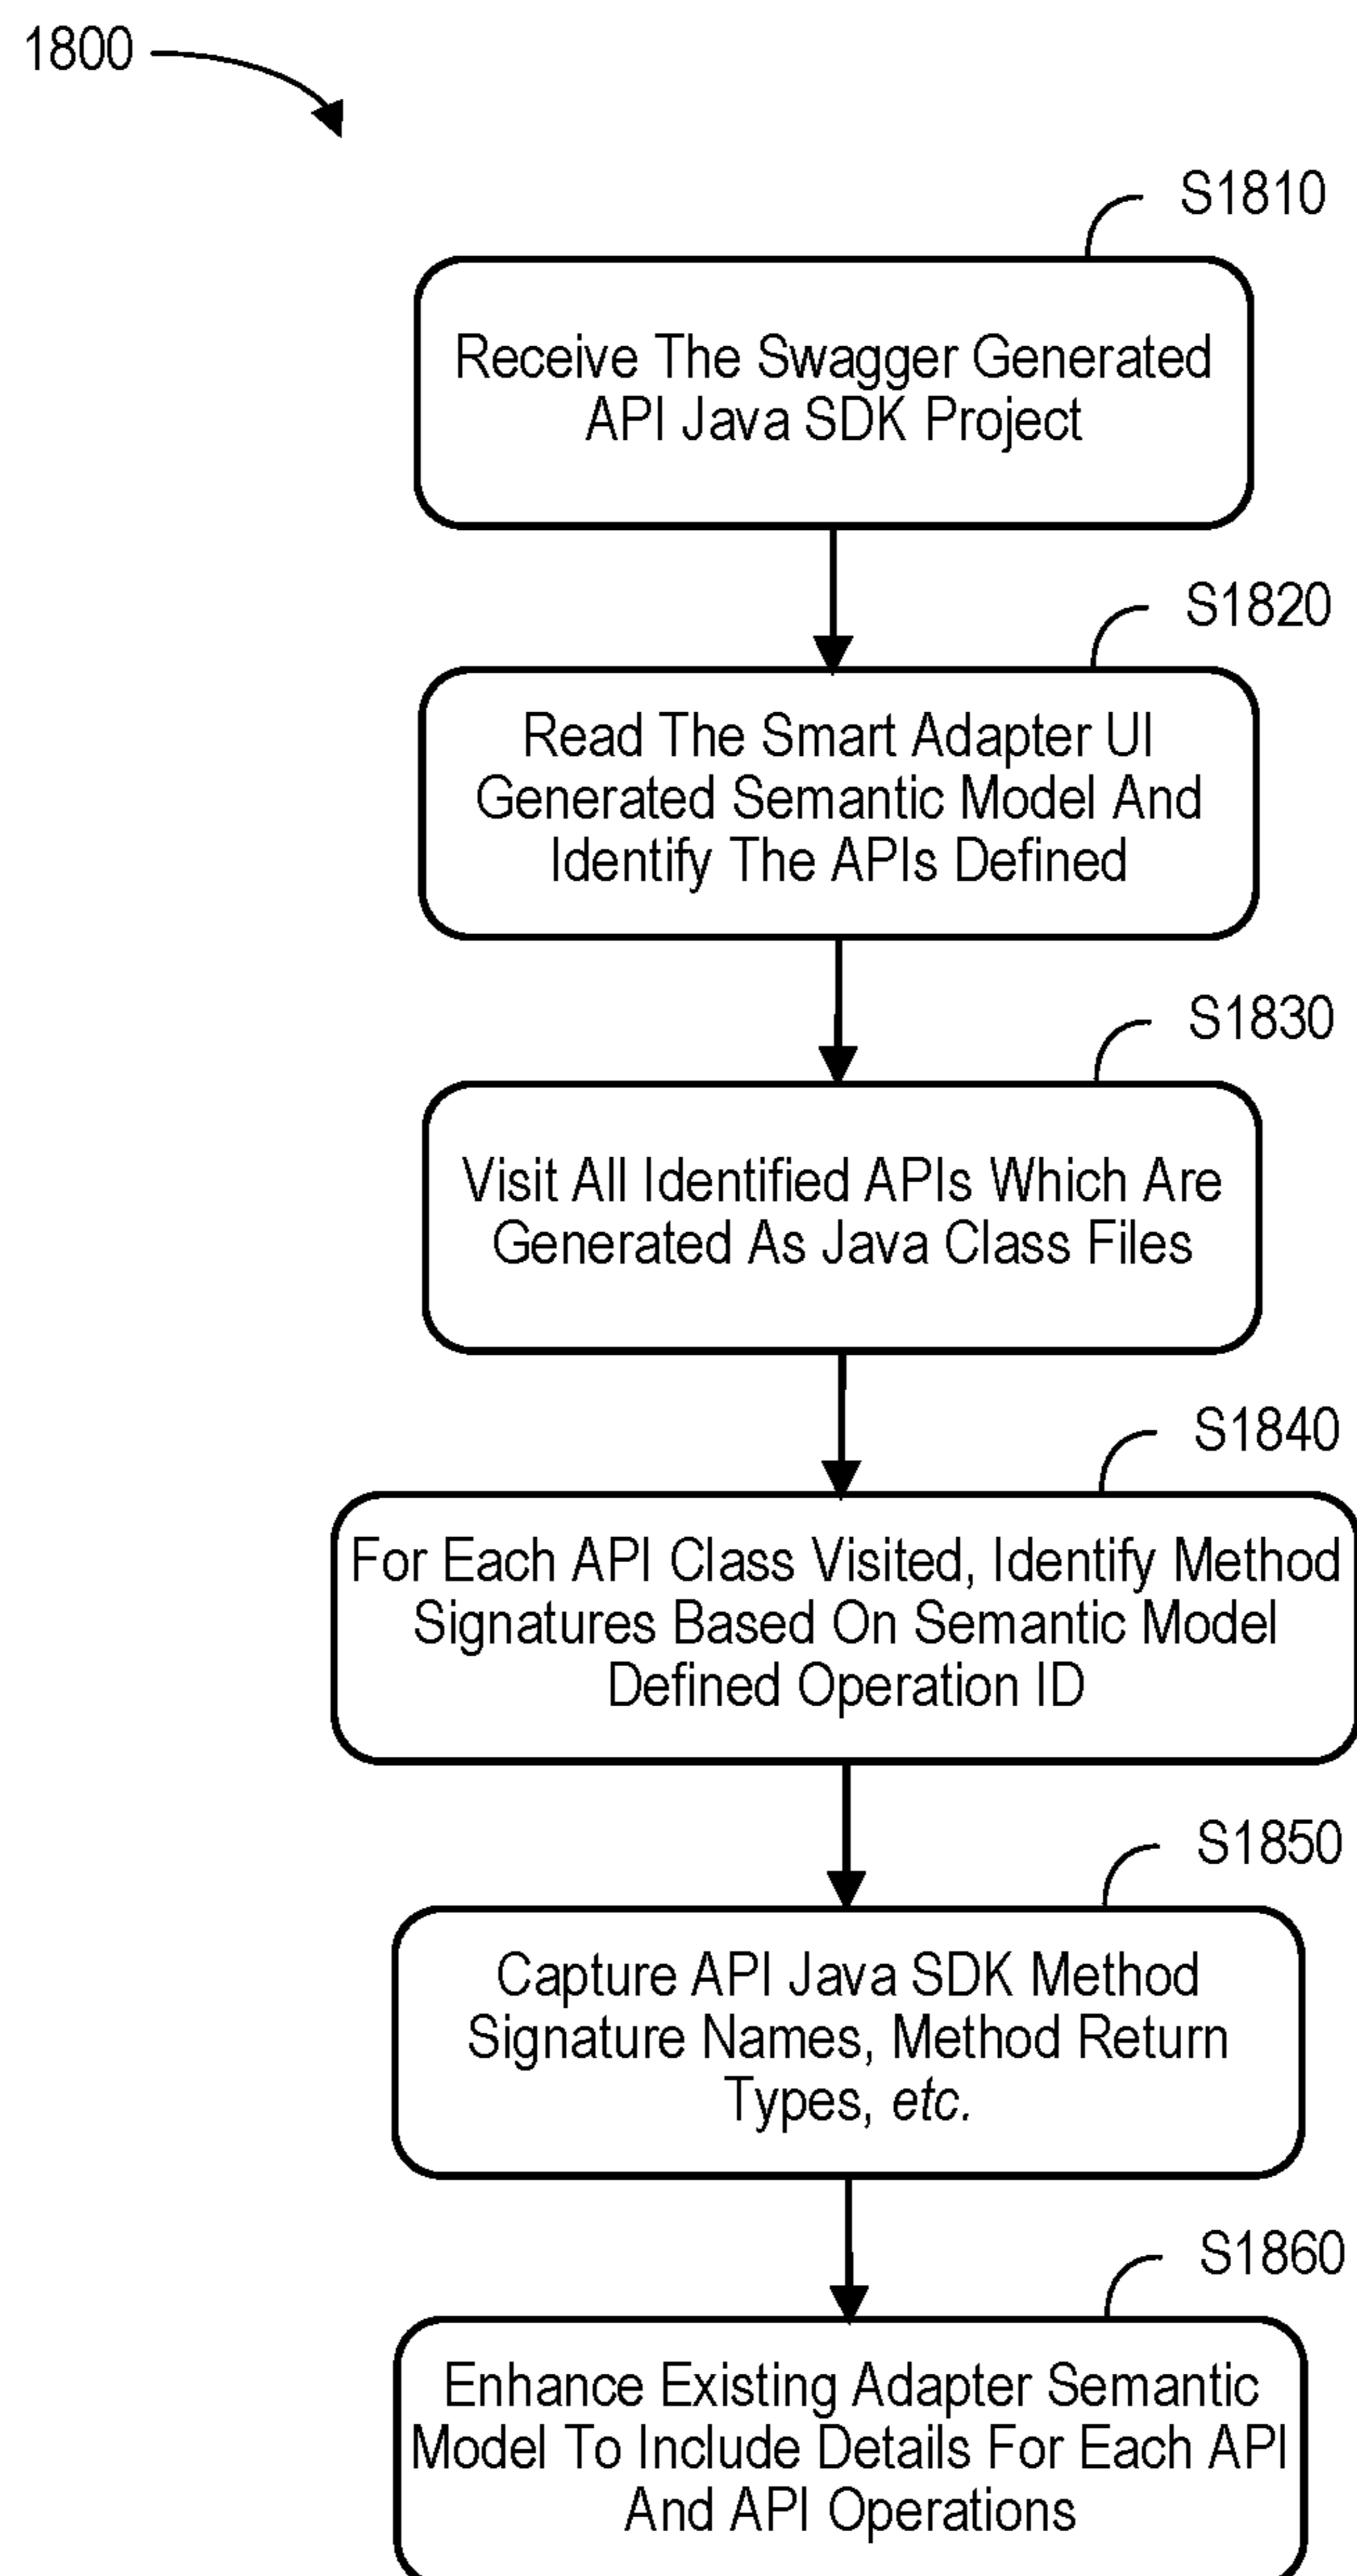 1800
S1810
Receive The Swagger Generated
API Java SDK Project
S1820
Read The Smart Adapter UI
Generated Semantic Model And
Identify The APIs Defined
S1830
Visit All Identified APIs Which Are
Generated As Java Class Files
S1840
For Each API Class Visited, Identify Method
Signatures Based On Semantic Model
Defined Operation ID
S1850
Capture API Java SDK Method
Signature Names, Method Return
Types, etc.
S1860
Enhance Existing Adapter Semantic
Model To Include Details For Each API
And API Operations